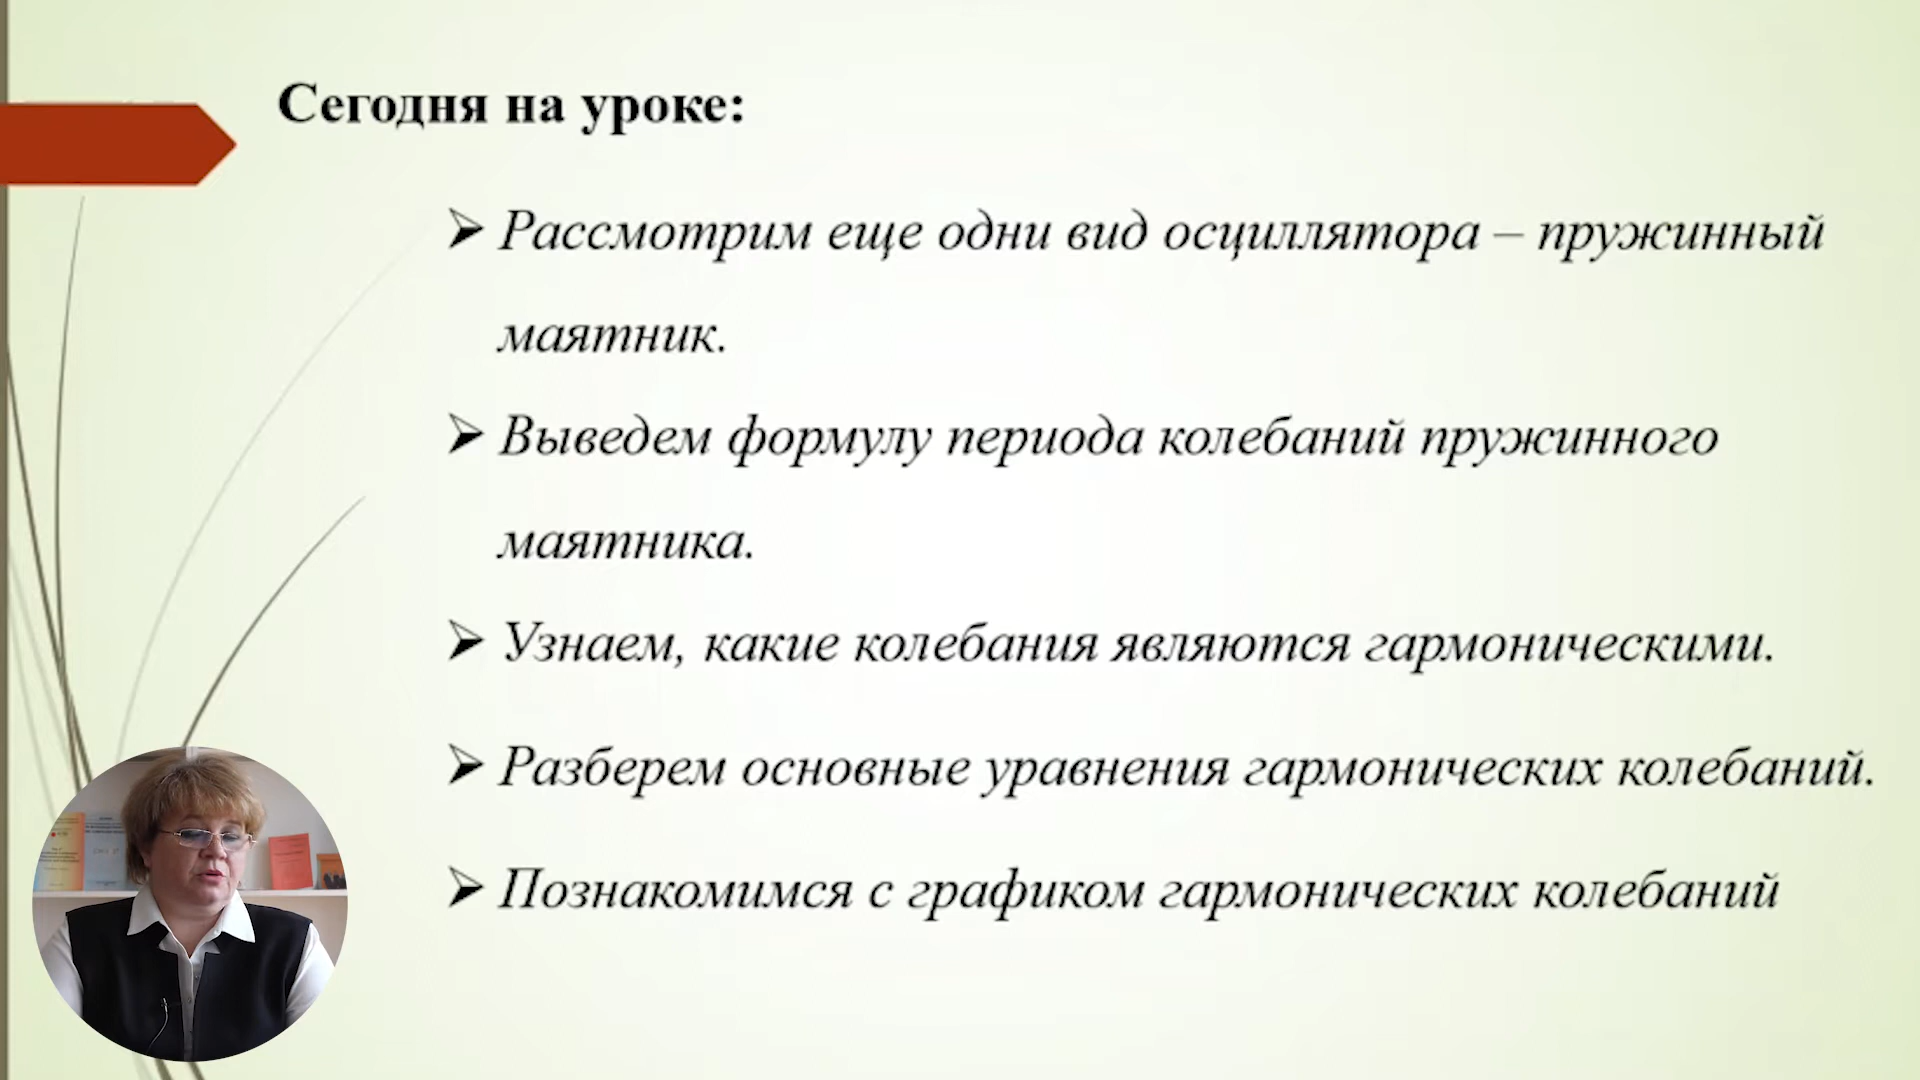 Сегодня на уроке:
➢ Рассмотрим еще одни вид осциллятора – пружинный
маятник.
➢ Выведем формулу периода колебаний пружинного
маятника.
➢ Узнаем, какие колебания являются гармоническими.
➢ Разберем основные уравнения гармонических колебаний.
➢ Познакомимся с графиком гармонических колебаний